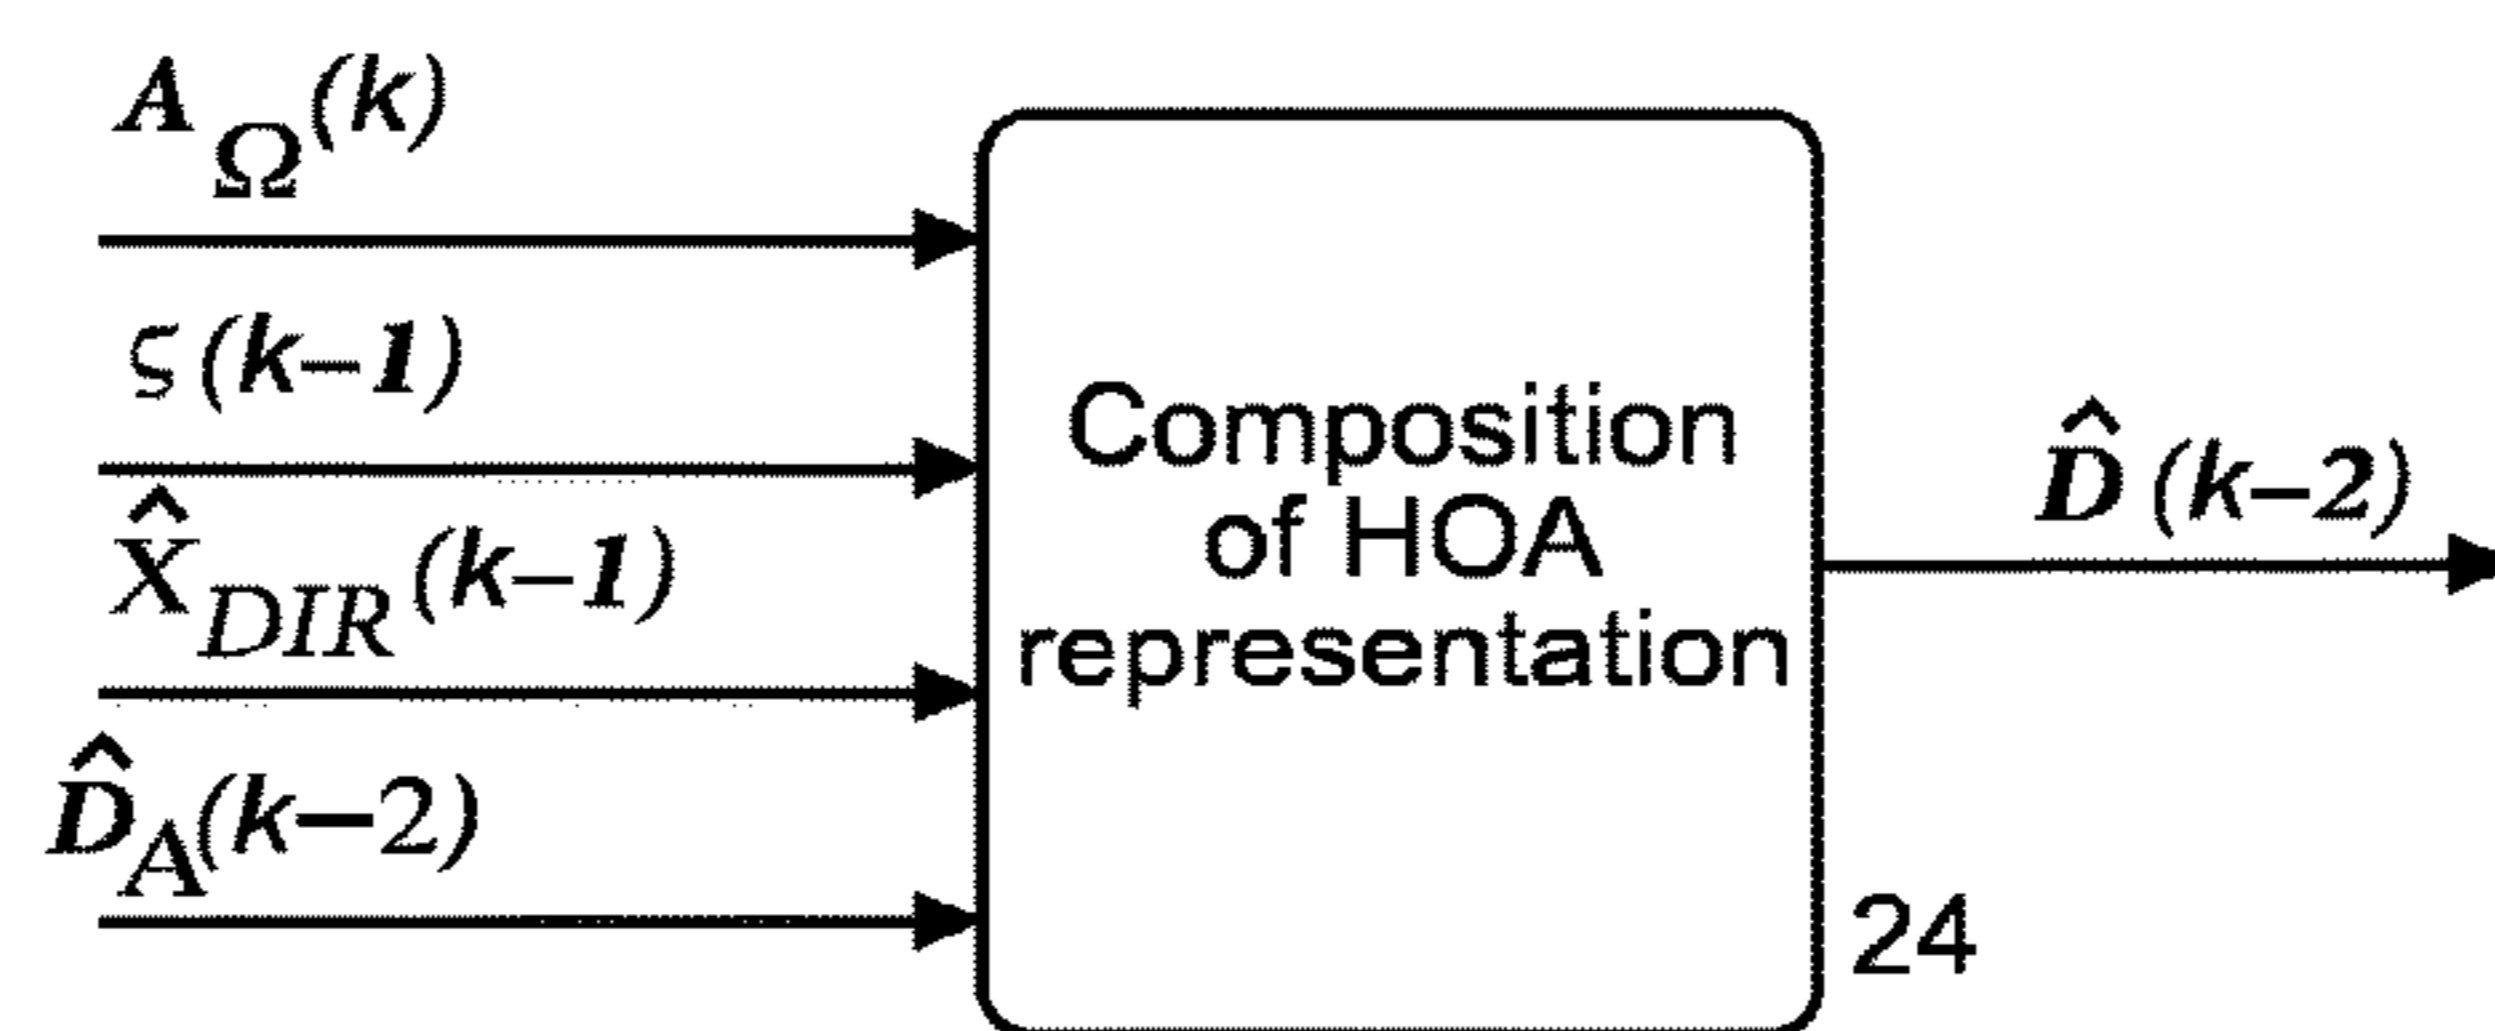 A_Ω(k)
ς(k–1)
X̂_DIR(k–1)
D̂_A(k–2)
Composition
of HOA
representation
D̂(k–2)
24